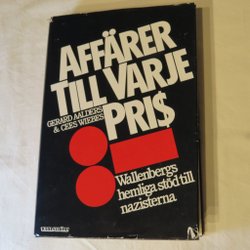 AFFÄRER
TILL VARJE
GERARD AALDERS
& CEES WIEBES
PRI$
Wallenbergs
hemliga stöd till
nazisterna